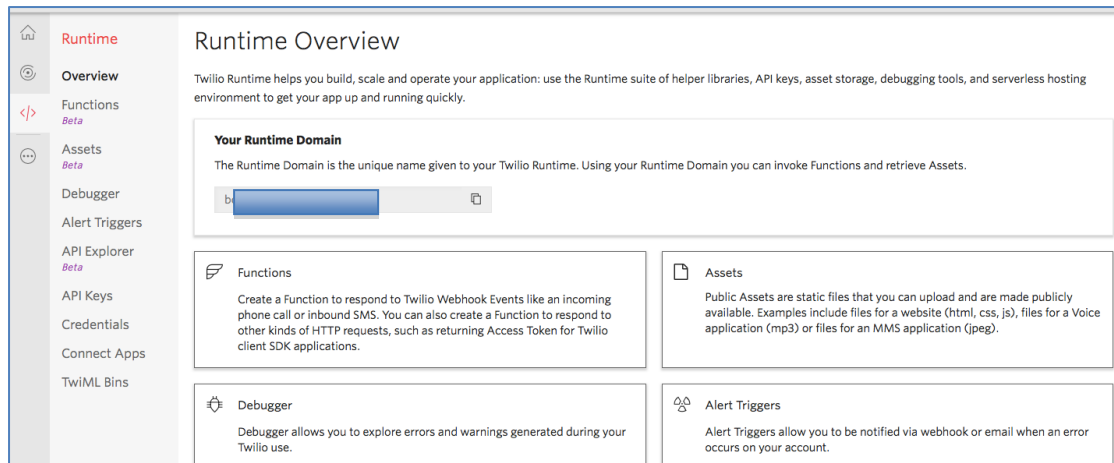 Runtime
Overview
Functions
Beta
Assets
Beta
Debugger
Alert Triggers
API Explorer
Beta
API Keys
Credentials
Connect Apps
TwiML Bins
Runtime Overview
Twilio Runtime helps you build, scale and operate your application: use the Runtime suite of helper libraries, API keys, asset storage, debugging tools, and serverless hosting
environment to get your app up and running quickly.
Your Runtime Domain
The Runtime Domain is the unique name given to your Twilio Runtime. Using your Runtime Domain you can invoke Functions and retrieve Assets.
Functions
Create a Function to respond to Twilio Webhook Events like an incoming
phone call or inbound SMS. You can also create a Function to respond to
other kinds of HTTP requests, such as returning Access Token for Twilio
client SDK applications.
Assets
Public Assets are static files that you can upload and are made publicly
available. Examples include files for a website (html, css, js), files for a Voice
application (mp3) or files for an MMS application (jpeg).
Debugger
Debugger allows you to explore errors and warnings generated during your
Twilio use.
Alert Triggers
Alert Triggers allow you to be notified via webhook or email when an error
occurs on your account.